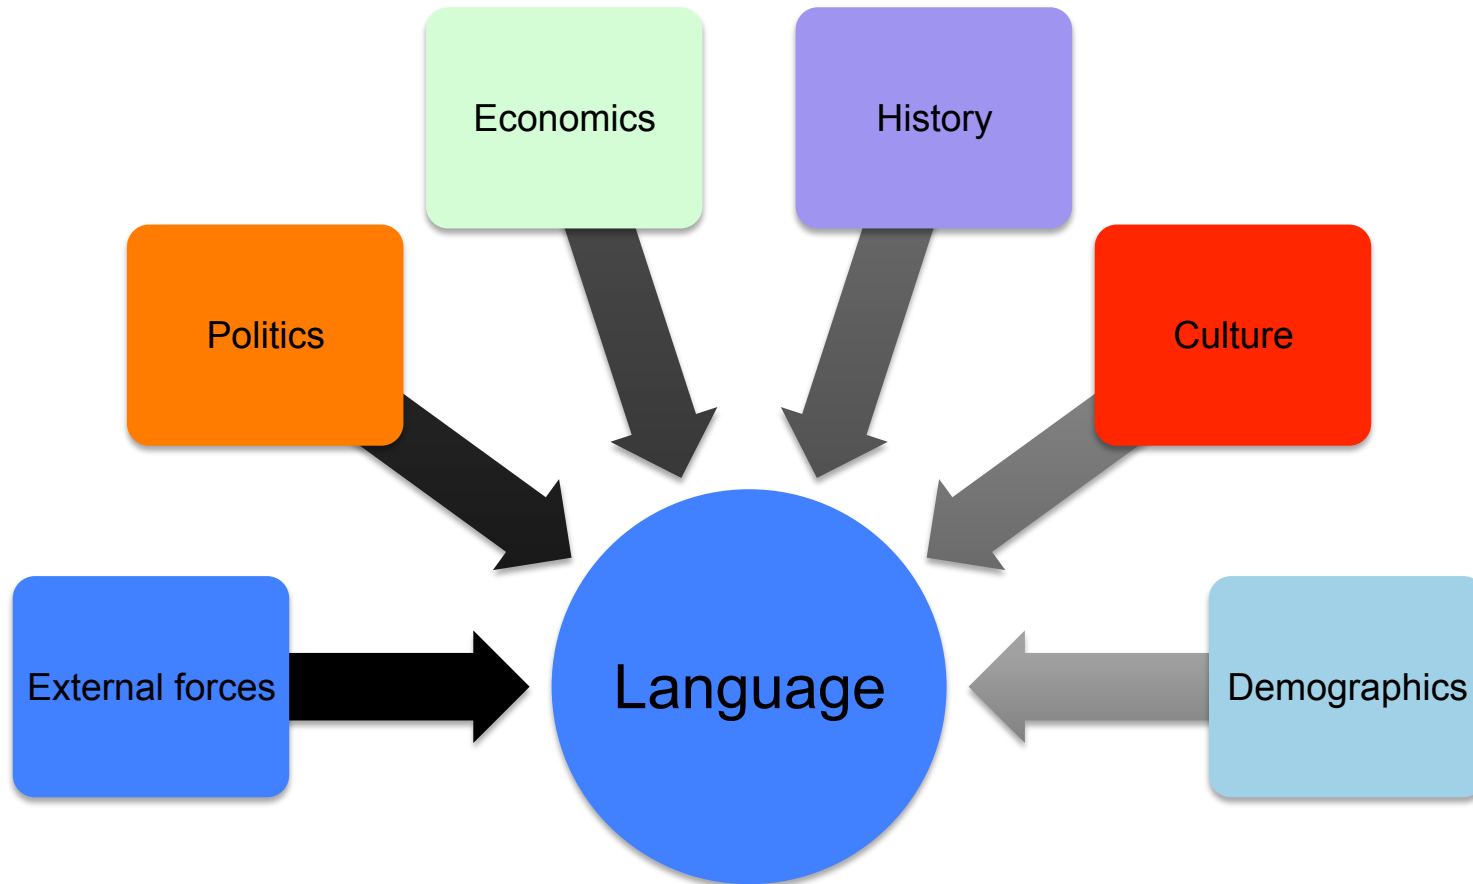 Economics
History
Politics
Culture
External forces
Language
Demographics